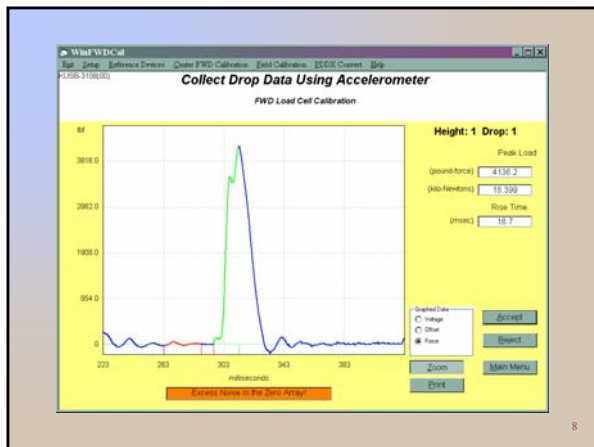 WinFWDCal
Exit Setup Reference Devices Center FWD Calibration Field Calibration PDDX Convert Help
KUSB-3108(00)
Collect Drop Data Using Accelerometer
FWD Load Cell Calibration
Height: 1 Drop: 1
Peak Load
(pound-force) 4136.2
(kilo-Newtons) 18.399
Rise Time
(msec) 16.7
lbf
3816.0
2862.0
1908.0
954.0
0
223 263 303 343 383
milliseconds
Excess Noise in the Zero Array!
Graphed Data
Voltage
Offset
Force
Accept
Reject
Zoom
Main Menu
Print
8